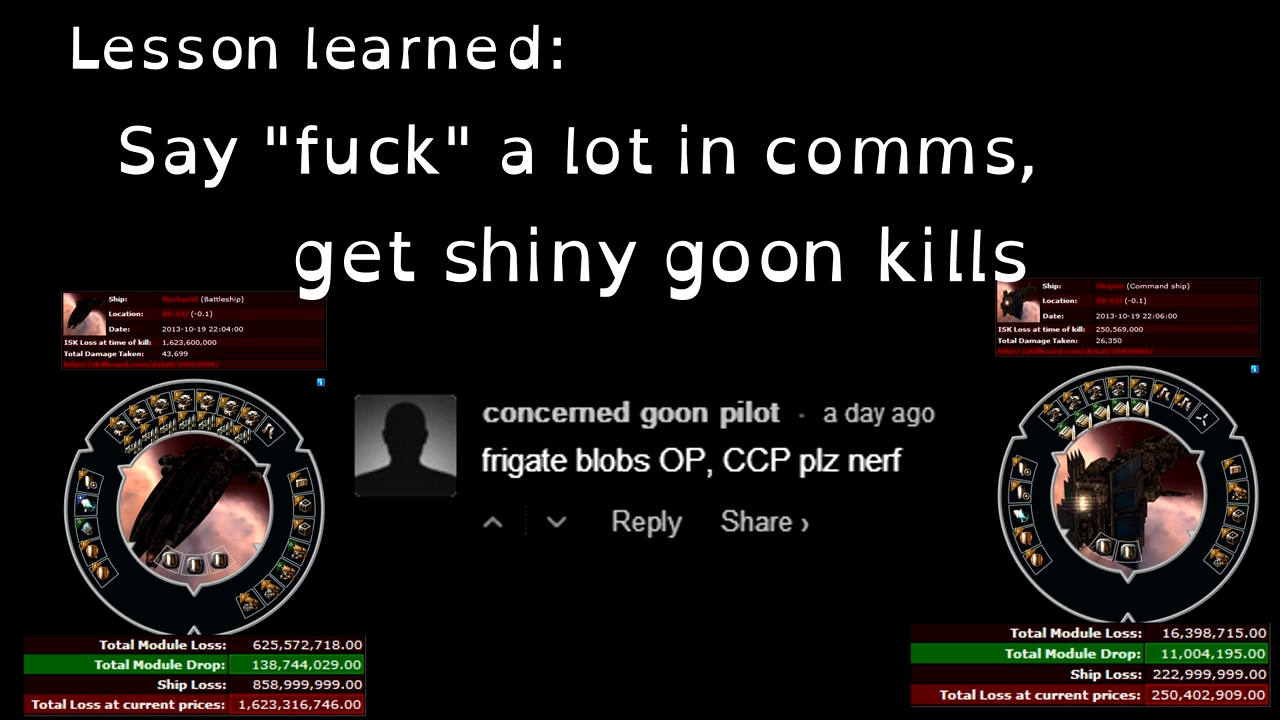 Lesson learned:
Say "fuck" a lot in comms,
get shiny goon kills
Ship: Machariel (Battleship)
Location: (-0.1)
Date: 2013-10-19 22:04:00
ISK Loss at time of kill: 1,623,600,000
Total Damage Taken: 43,699
Ship: (Command ship)
Location: (-0.1)
Date: 2013-10-19 22:06:00
ISK Loss at time of kill: 250,569,000
Total Damage Taken: 26,350
concerned goon pilot · a day ago
frigate blobs OP, CCP plz nerf
Reply Share ›
Total Module Loss: 625,572,718.00
Total Module Drop: 138,744,029.00
Ship Loss: 858,999,999.00
Total Loss at current prices: 1,623,316,746.00
Total Module Loss: 16,398,715.00
Total Module Drop: 11,004,195.00
Ship Loss: 222,999,999.00
Total Loss at current prices: 250,402,909.00